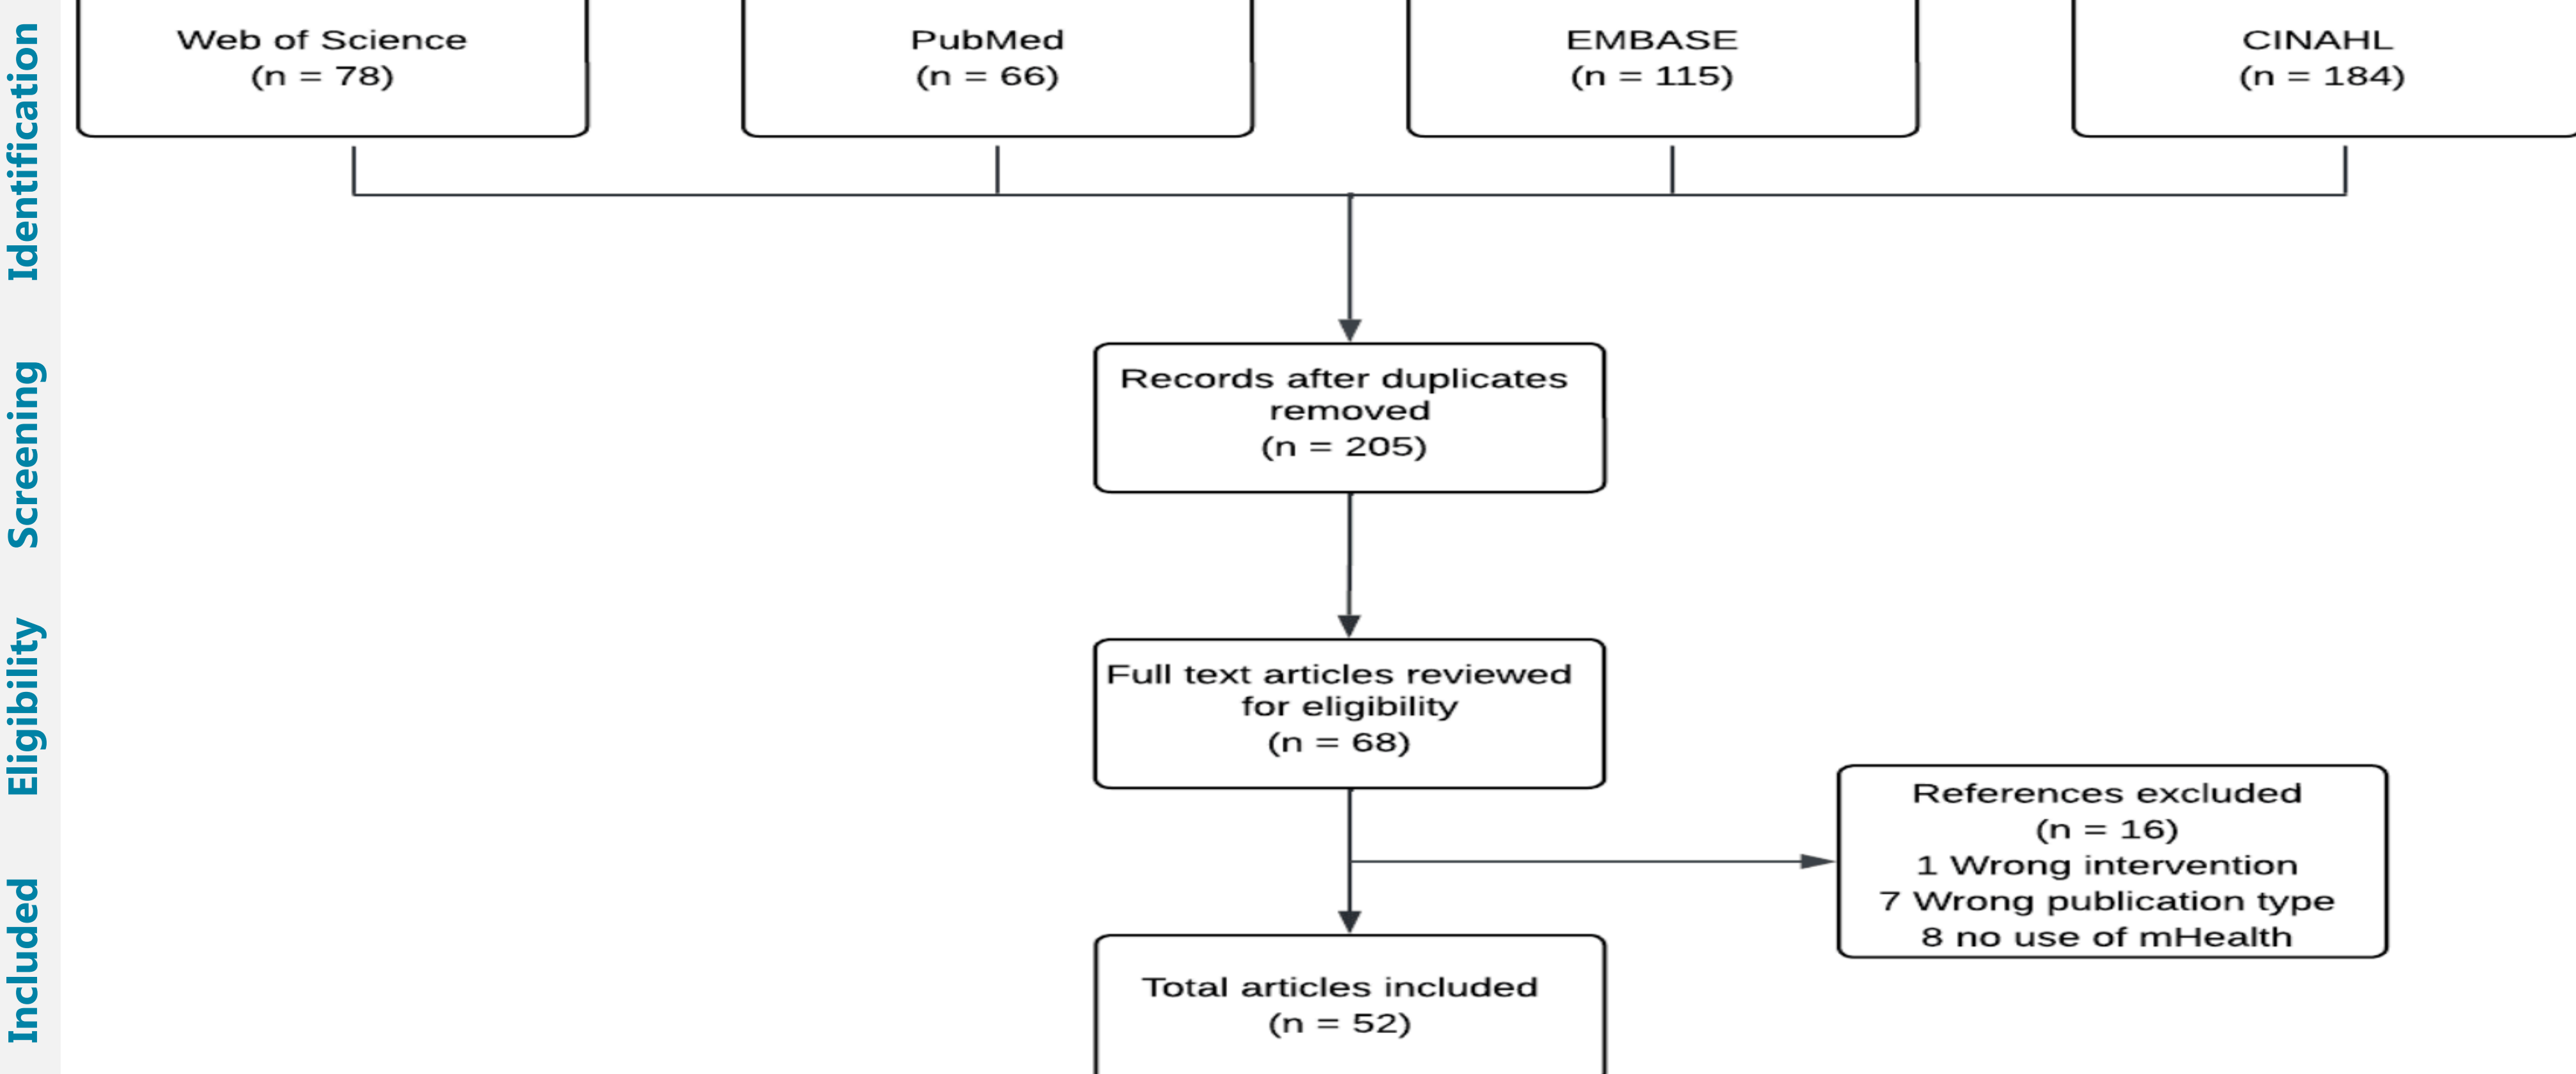 Identification
Web of Science
(n = 78)
PubMed
(n = 66)
EMBASE
(n = 115)
CINAHL
(n = 184)
Screening
Records after duplicates
removed
(n = 205)
Eligibility
Full text articles reviewed
for eligibility
(n = 68)
References excluded
(n = 16)
1 Wrong intervention
7 Wrong publication type
8 no use of mHealth
Included
Total articles included
(n = 52)